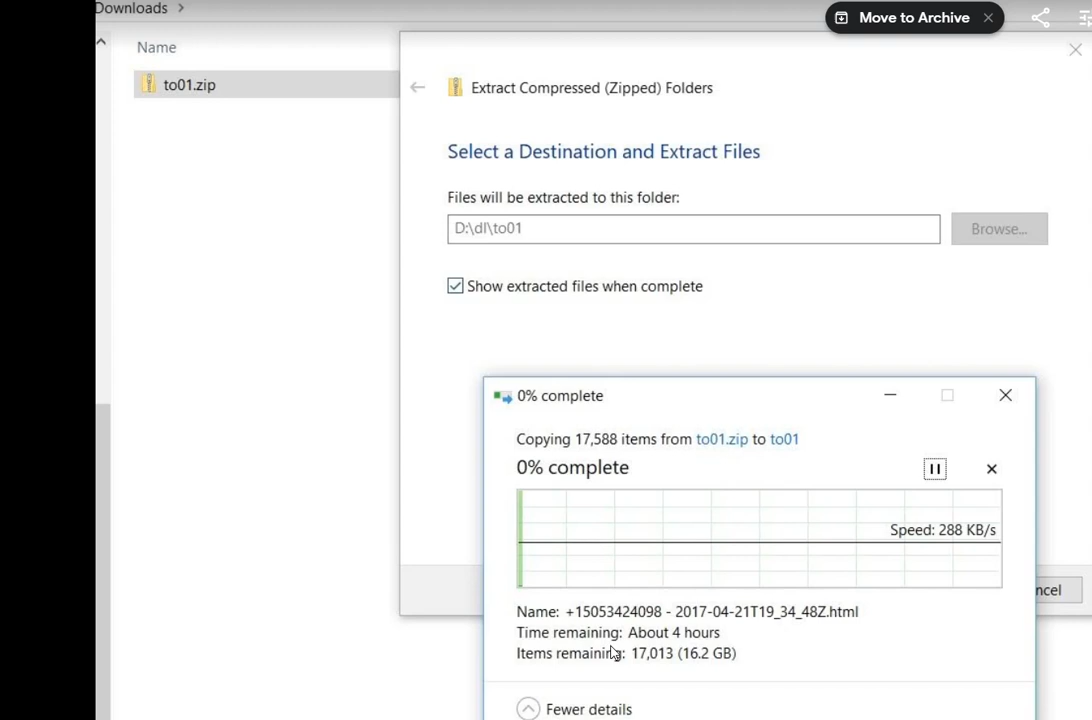 Downloads
Move to Archive
Name
to01.zip
Extract Compressed (Zipped) Folders
Select a Destination and Extract Files
Files will be extracted to this folder:
D:\dl\to01
Browse...
Show extracted files when complete
0% complete
Copying 17,588 items from to01.zip to to01
0% complete
Speed: 288 KB/s
ncel
Name: +15053424098 - 2017-04-21T19_34_48Z.html
Time remaining: About 4 hours
Items remaining: 17,013 (16.2 GB)
Fewer details